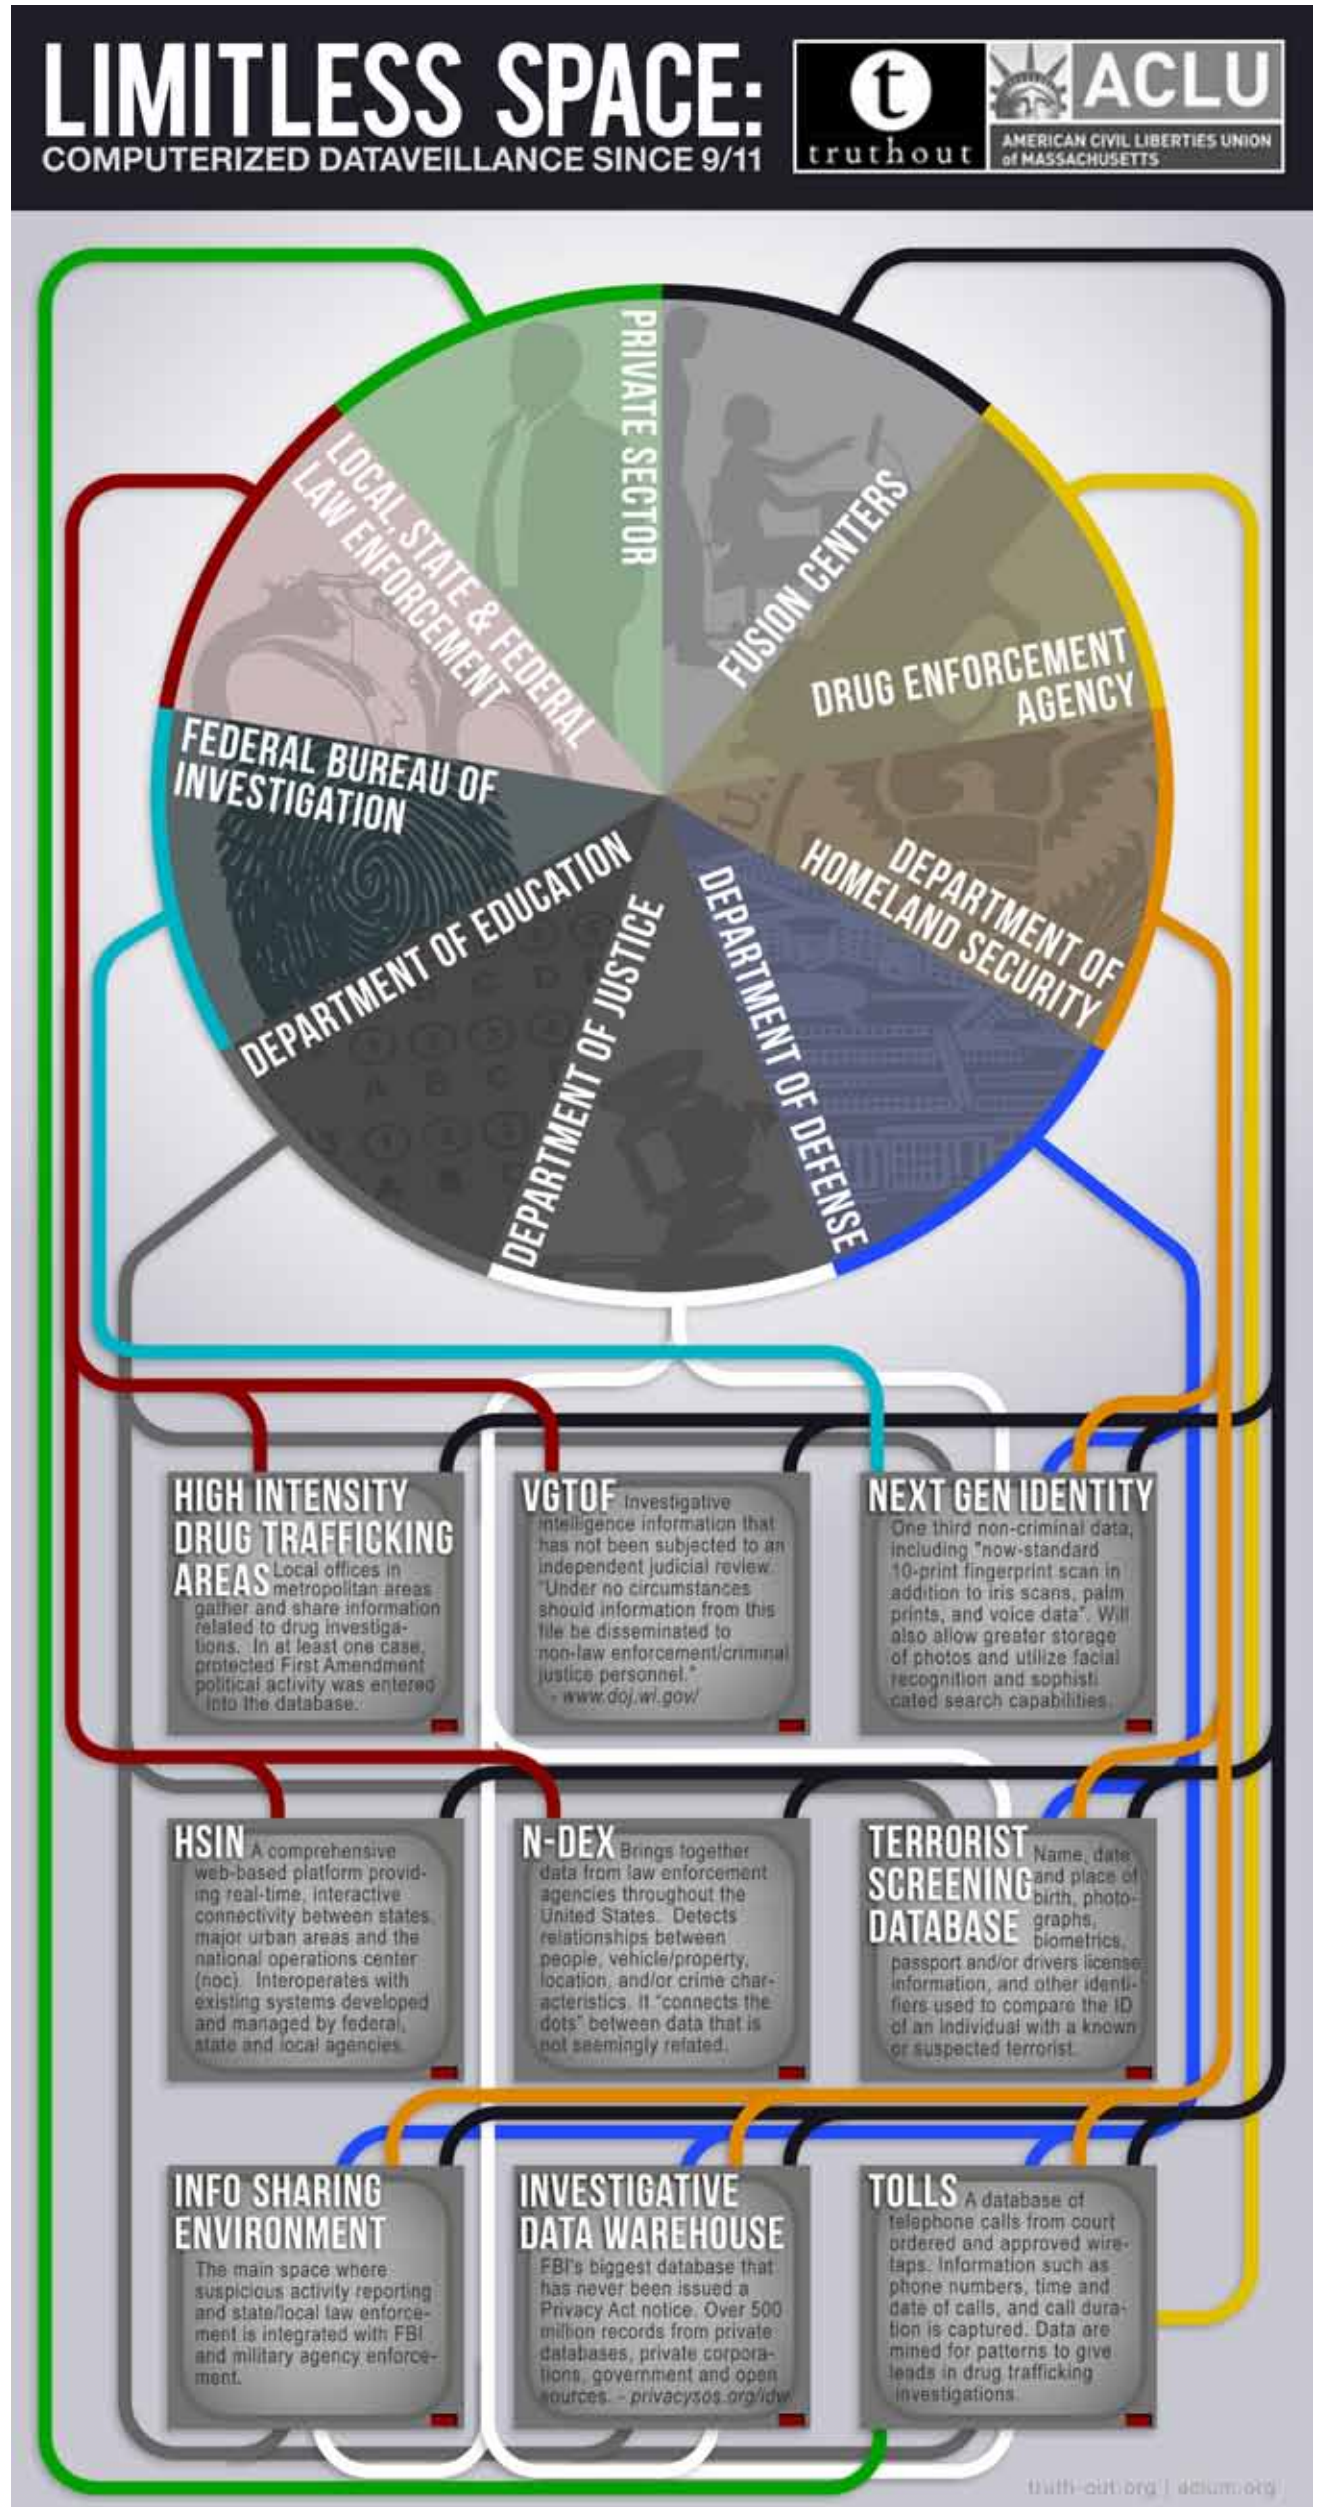 LIMITLESS SPACE:
COMPUTERIZED DATAVEILLANCE SINCE 9/11
t
truthout
ACLU
AMERICAN CIVIL LIBERTIES UNION
of MASSACHUSETTS
PRIVATE SECTOR
FUSION CENTERS
DRUG ENFORCEMENT
AGENCY
DEPARTMENT OF
HOMELAND SECURITY
DEPARTMENT OF DEFENSE
DEPARTMENT OF JUSTICE
DEPARTMENT OF EDUCATION
FEDERAL BUREAU OF
INVESTIGATION
LOCAL, STATE & FEDERAL
LAW ENFORCEMENT
HIGH INTENSITY
DRUG TRAFFICKING
AREAS Local offices in
metropolitan areas
gather and share information
related to drug investiga-
tions. In at least one case,
protected First Amendment
political activity was entered
into the database.
VGTOF Investigative
intelligence information that
has not been subjected to an
independent judicial review.
"Under no circumstances
should information from this
file be disseminated to
non-law enforcement/criminal
justice personnel."
- www.doj.wi.gov/
NEXT GEN IDENTITY
One third non-criminal data,
including "now-standard
10-print fingerprint scan in
addition to iris scans, palm
prints, and voice data". Will
also allow greater storage
of photos and utilize facial
recognition and sophisti
cated search capabilities.
HSIN A comprehensive
web-based platform provid-
ing real-time, interactive
connectivity between states,
major urban areas and the
national operations center
(noc). Interoperates with
existing systems developed
and managed by federal,
state and local agencies.
N-DEX Brings together
data from law enforcement
agencies throughout the
United States. Detects
relationships between
people, vehicle/property,
location, and/or crime char-
acteristics. It "connects the
dots" between data that is
not seemingly related.
TERRORIST
SCREENING
DATABASE
Name, date
and place of
birth, photo-
graphs,
biometrics,
passport and/or drivers license
information, and other identi-
fiers used to compare the ID
of an individual with a known
or suspected terrorist.
INFO SHARING
ENVIRONMENT
The main space where
suspicious activity reporting
and state/local law enforce-
ment is integrated with FBI
and military agency enforce-
ment.
INVESTIGATIVE
DATA WAREHOUSE
FBI's biggest database that
has never been issued a
Privacy Act notice. Over 500
million records from private
databases, private corpora-
tions, government and open
sources. - privacysos.org/idw
TOLLS A database of
telephone calls from court
ordered and approved wire-
taps. Information such as
phone numbers, time and
date of calls, and call dura-
tion is captured. Data are
mined for patterns to give
leads in drug trafficking
investigations.
truth-out.org | aclum.org